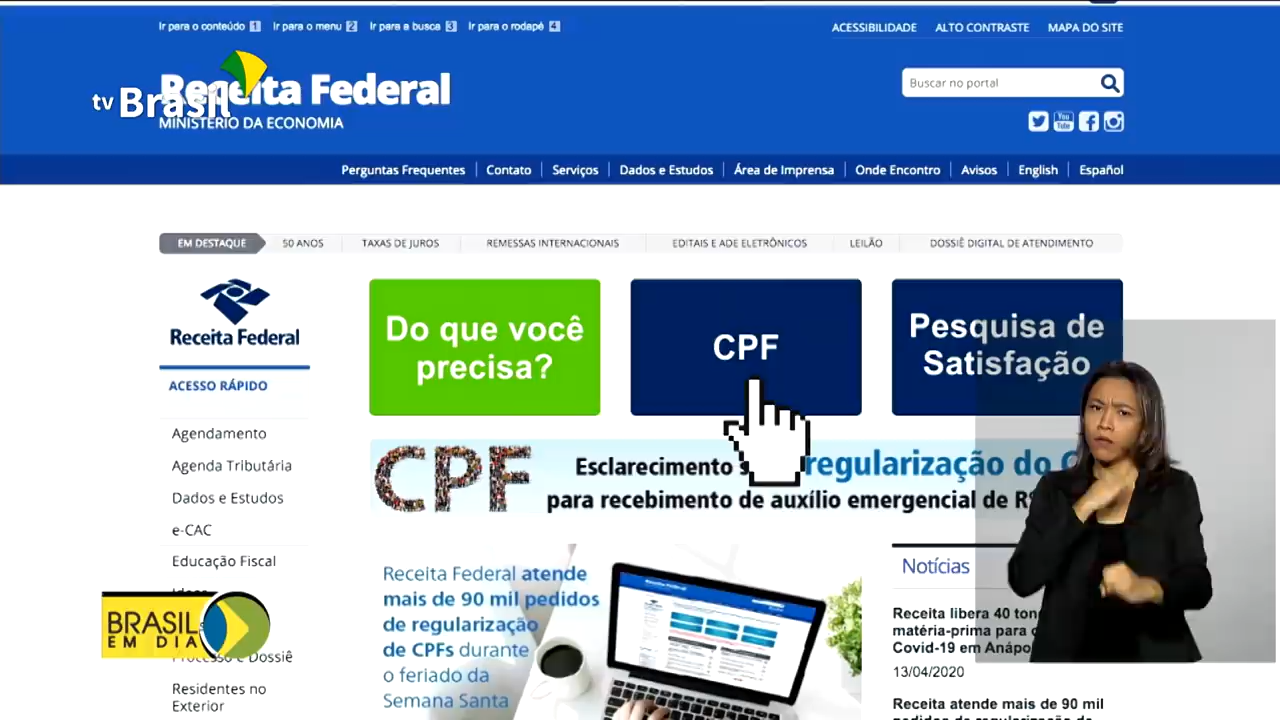 Ir para o conteúdo 1 Ir para o menu 2 Ir para a busca 3 Ir para o rodapé 4
ACESSIBILIDADE ALTO CONTRASTE MAPA DO SITE
Receita Federal
tv Brasil
MINISTÉRIO DA ECONOMIA
Buscar no portal
You Tube
Perguntas Frequentes Contato Serviços Dados e Estudos Área de Imprensa Onde Encontro Avisos English Español
EM DESTAQUE 50 ANOS TAXAS DE JUROS REMESSAS INTERNACIONAIS EDITAIS E ADE ELETRÔNICOS LEILÃO DOSSIÊ DIGITAL DE ATENDIMENTO
Receita Federal
ACESSO RÁPIDO
Agendamento
Agenda Tributária
Dados e Estudos
e-CAC
Educação Fiscal
Processo e Dossiê
Residentes no
Exterior
BRASIL
EM DIA
Do que você
precisa?
CPF
Pesquisa de
Satisfação
CPF
Esclarecimento regularização do
para recebimento de auxílio emergencial de
Receita Federal atende
mais de 90 mil pedidos
de regularização
de CPFs durante
o feriado da
Semana Santa
Notícias
Receita libera 40
matéria-prima para
Covid-19 em
13/04/2020
Receita atende mais de 90 mil
pedidos de regularização de